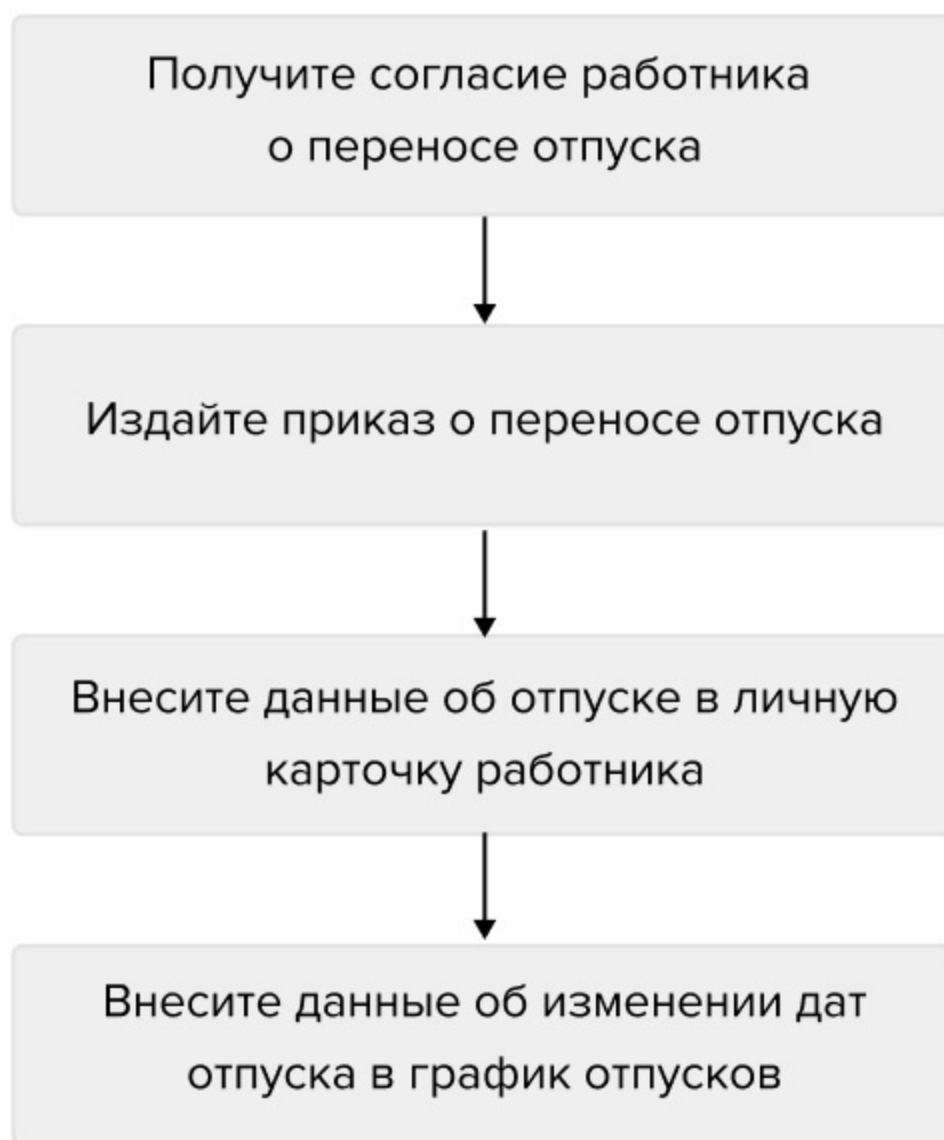 Получите согласие работника
о переносе отпуска
Издайте приказ о переносе отпуска
Внесите данные об отпуске в личную
карточку работника
Внесите данные об изменении дат
отпуска в график отпусков